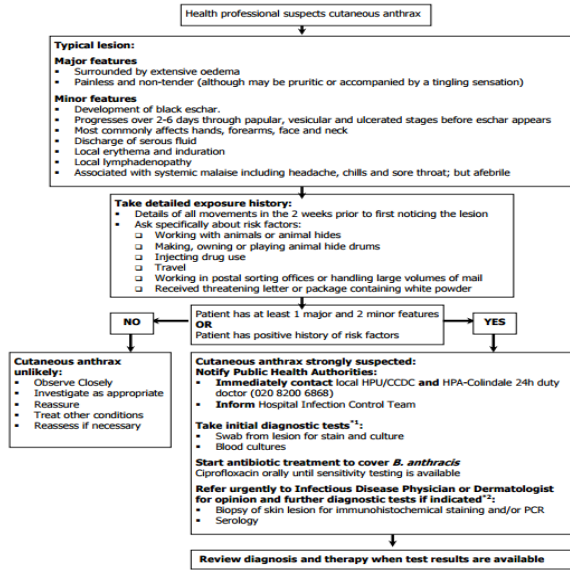 Health professional suspects cutaneous anthrax
Typical lesion:
Major features
▪ Surrounded by extensive oedema
▪ Painless and non-tender (although may be pruritic or accompanied by a tingling sensation)
Minor features
▪ Development of black eschar.
▪ Progresses over 2-6 days through papular, vesicular and ulcerated stages before eschar appears
▪ Most commonly affects hands, forearms, face and neck
▪ Discharge of serous fluid
▪ Local erythema and induration
▪ Local lymphadenopathy
▪ Associated with systemic malaise including headache, chills and sore throat; but afebrile
Take detailed exposure history:
▪ Details of all movements in the 2 weeks prior to first noticing the lesion
▪ Ask specifically about risk factors:
❑ Working with animals or animal hides
❑ Making, owning or playing animal hide drums
❑ Injecting drug use
❑ Travel
❑ Working in postal sorting offices or handling large volumes of mail
❑ Received threatening letter or package containing white powder
Patient has at least 1 major and 2 minor features
OR
Patient has positive history of risk factors
NO
YES
Cutaneous anthrax
unlikely:
▪ Observe Closely
▪ Investigate as appropriate
▪ Reassure
▪ Treat other conditions
▪ Reassess if necessary
Cutaneous anthrax strongly suspected:
Notify Public Health Authorities:
▪ Immediately contact local HPU/CCDC and HPA-Colindale 24h duty
doctor (020 8200 6868)
▪ Inform Hospital Infection Control Team
Take initial diagnostic tests*1:
▪ Swab from lesion for stain and culture
▪ Blood cultures
Start antibiotic treatment to cover B. anthracis
Ciprofloxacin orally until sensitivity testing is available
Refer urgently to Infectious Disease Physician or Dermatologist
for opinion and further diagnostic tests if indicated*2:
▪ Biopsy of skin lesion for immunohistochemical staining and/or PCR
▪ Serology
Review diagnosis and therapy when test results are available